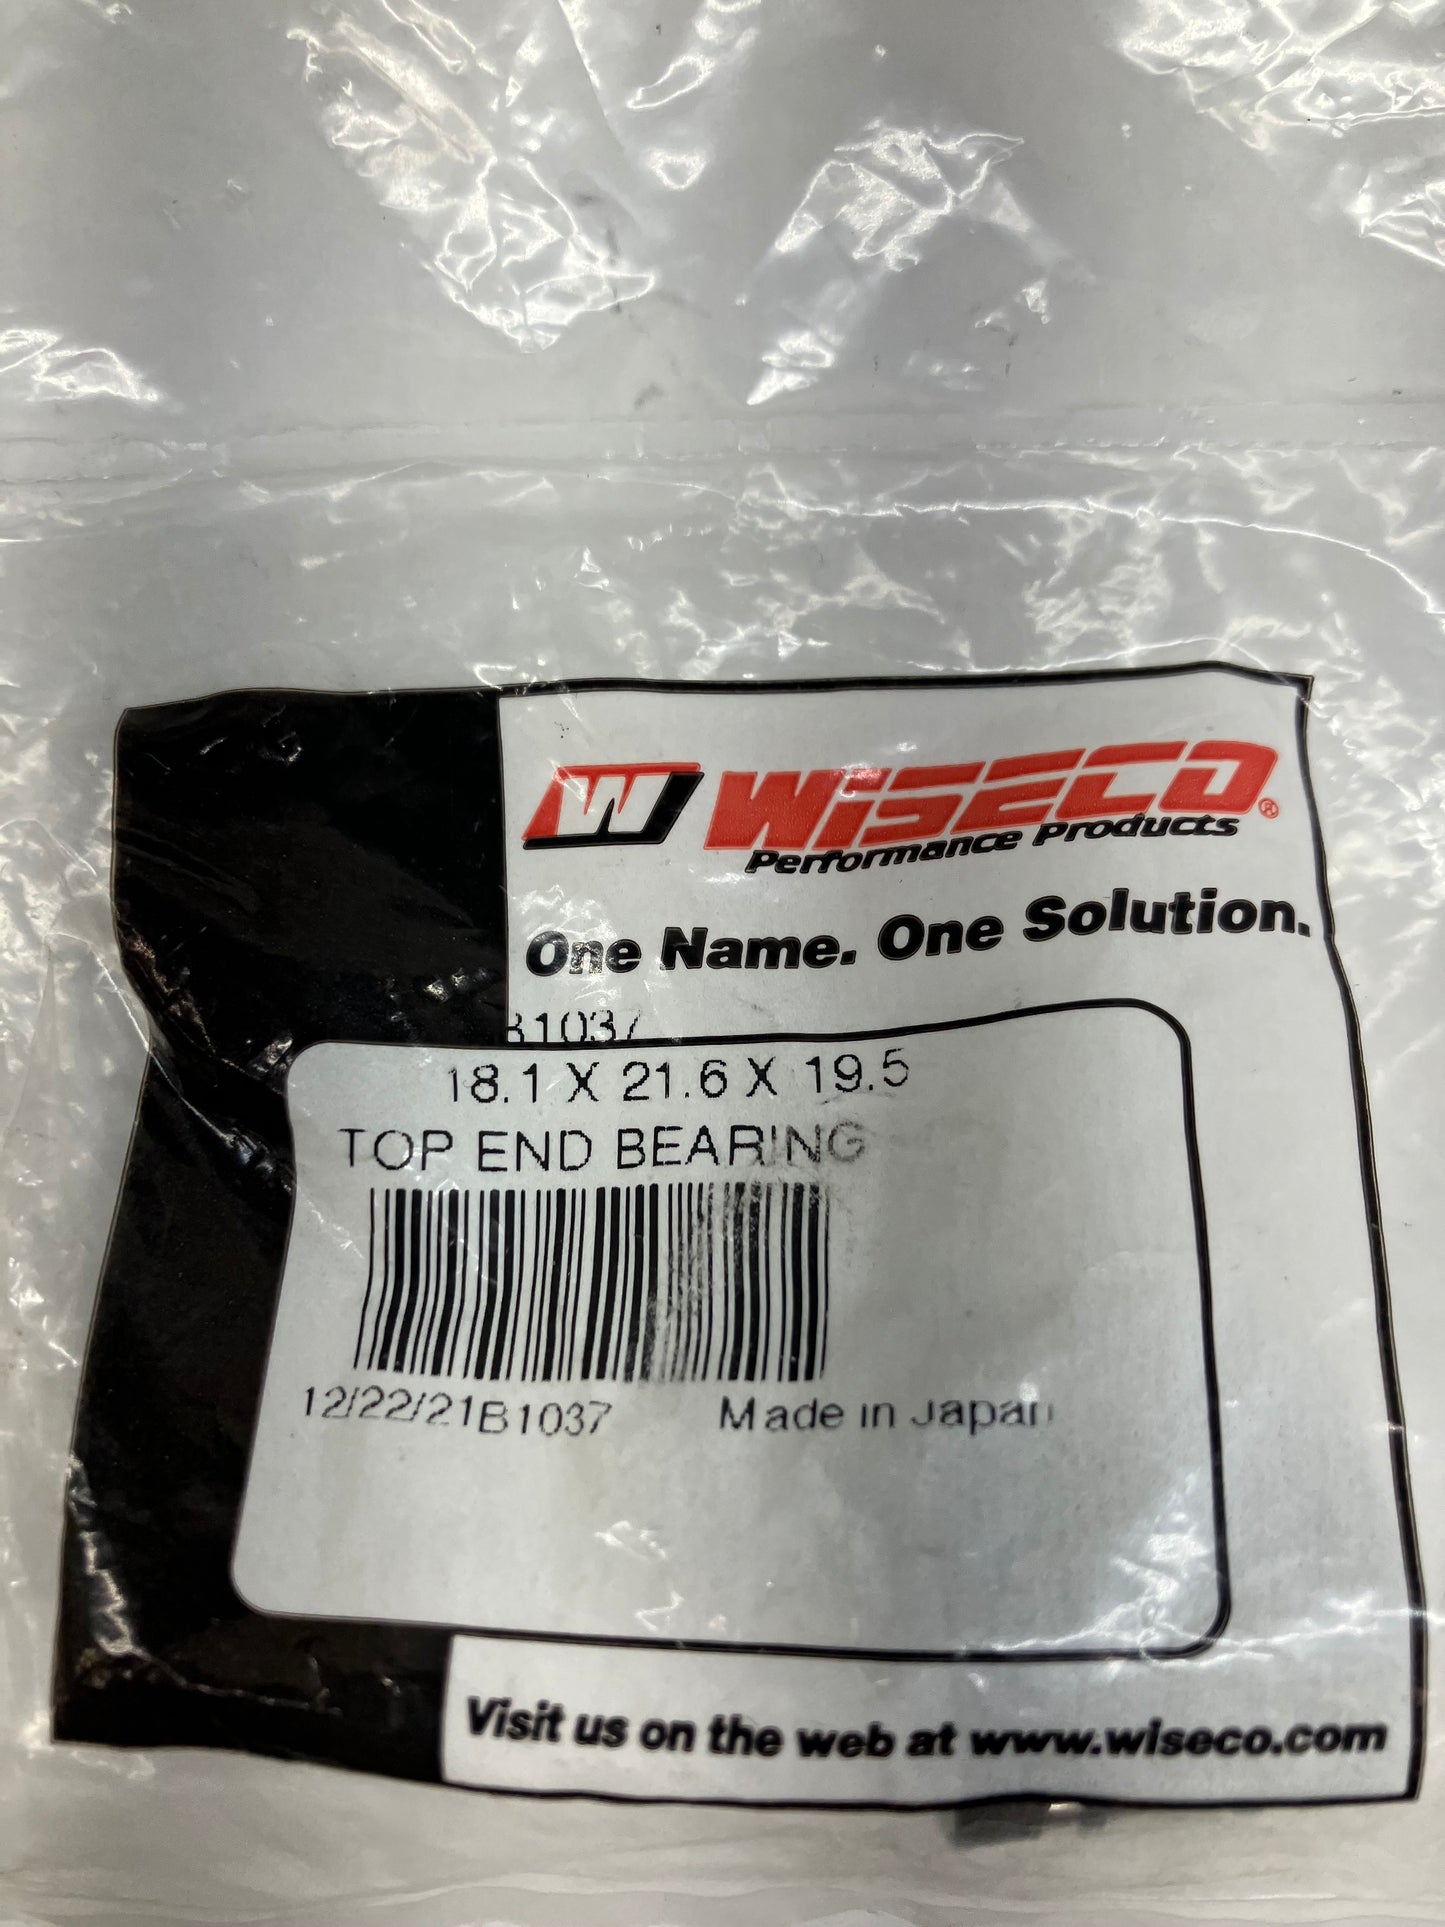 W WISECO®
Performance Products
One Name. One Solution.
B1037
18.1 X 21.6 X 19.5
TOP END BEARING
12/22/21B1037 Made in Japan
Visit us on the web at www.wiseco.com